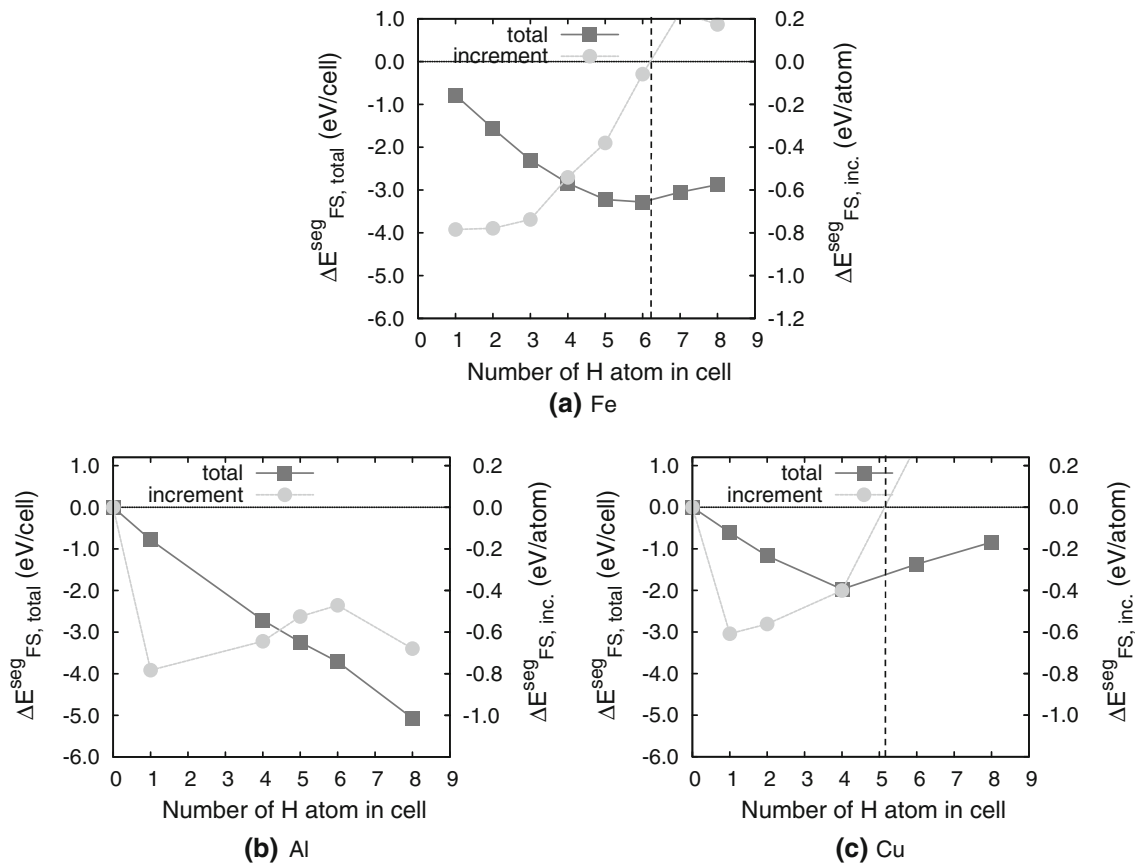 1.0
0.0
-1.0
-2.0
-3.0
-4.0
-5.0
-6.0
ΔE^seg_FS, total (eV/cell)
total
increment
0.2
0.0
-0.2
-0.4
-0.6
-0.8
-1.0
-1.2
ΔE^seg_FS, inc. (eV/atom)
0 1 2 3 4 5 6 7 8 9
Number of H atom in cell
(a) Fe
1.0
0.0
-1.0
-2.0
-3.0
-4.0
-5.0
-6.0
ΔE^seg_FS, total (eV/cell)
total
increment
0.2
0.0
-0.2
-0.4
-0.6
-0.8
-1.0
ΔE^seg_FS, inc. (eV/atom)
0 1 2 3 4 5 6 7 8 9
Number of H atom in cell
(b) Al
1.0
0.0
-1.0
-2.0
-3.0
-4.0
-5.0
-6.0
ΔE^seg_FS, total (eV/cell)
total
increment
0.2
0.0
-0.2
-0.4
-0.6
-0.8
-1.0
ΔE^seg_FS, inc. (eV/atom)
0 1 2 3 4 5 6 7 8 9
Number of H atom in cell
(c) Cu